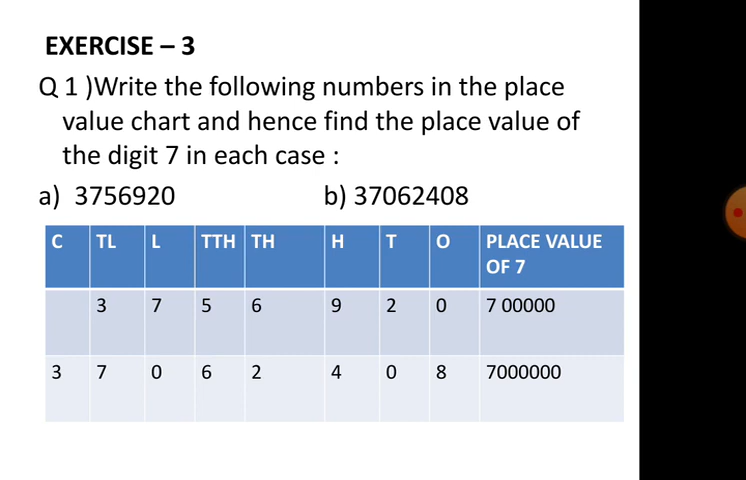 EXERCISE – 3
Q 1 )Write the following numbers in the place
value chart and hence find the place value of
the digit 7 in each case :
a) 3756920 b) 37062408
C TL L TTH TH H T O PLACE VALUE
OF 7
3 7 5 6 9 2 0 7 00000
3 7 0 6 2 4 0 8 7000000